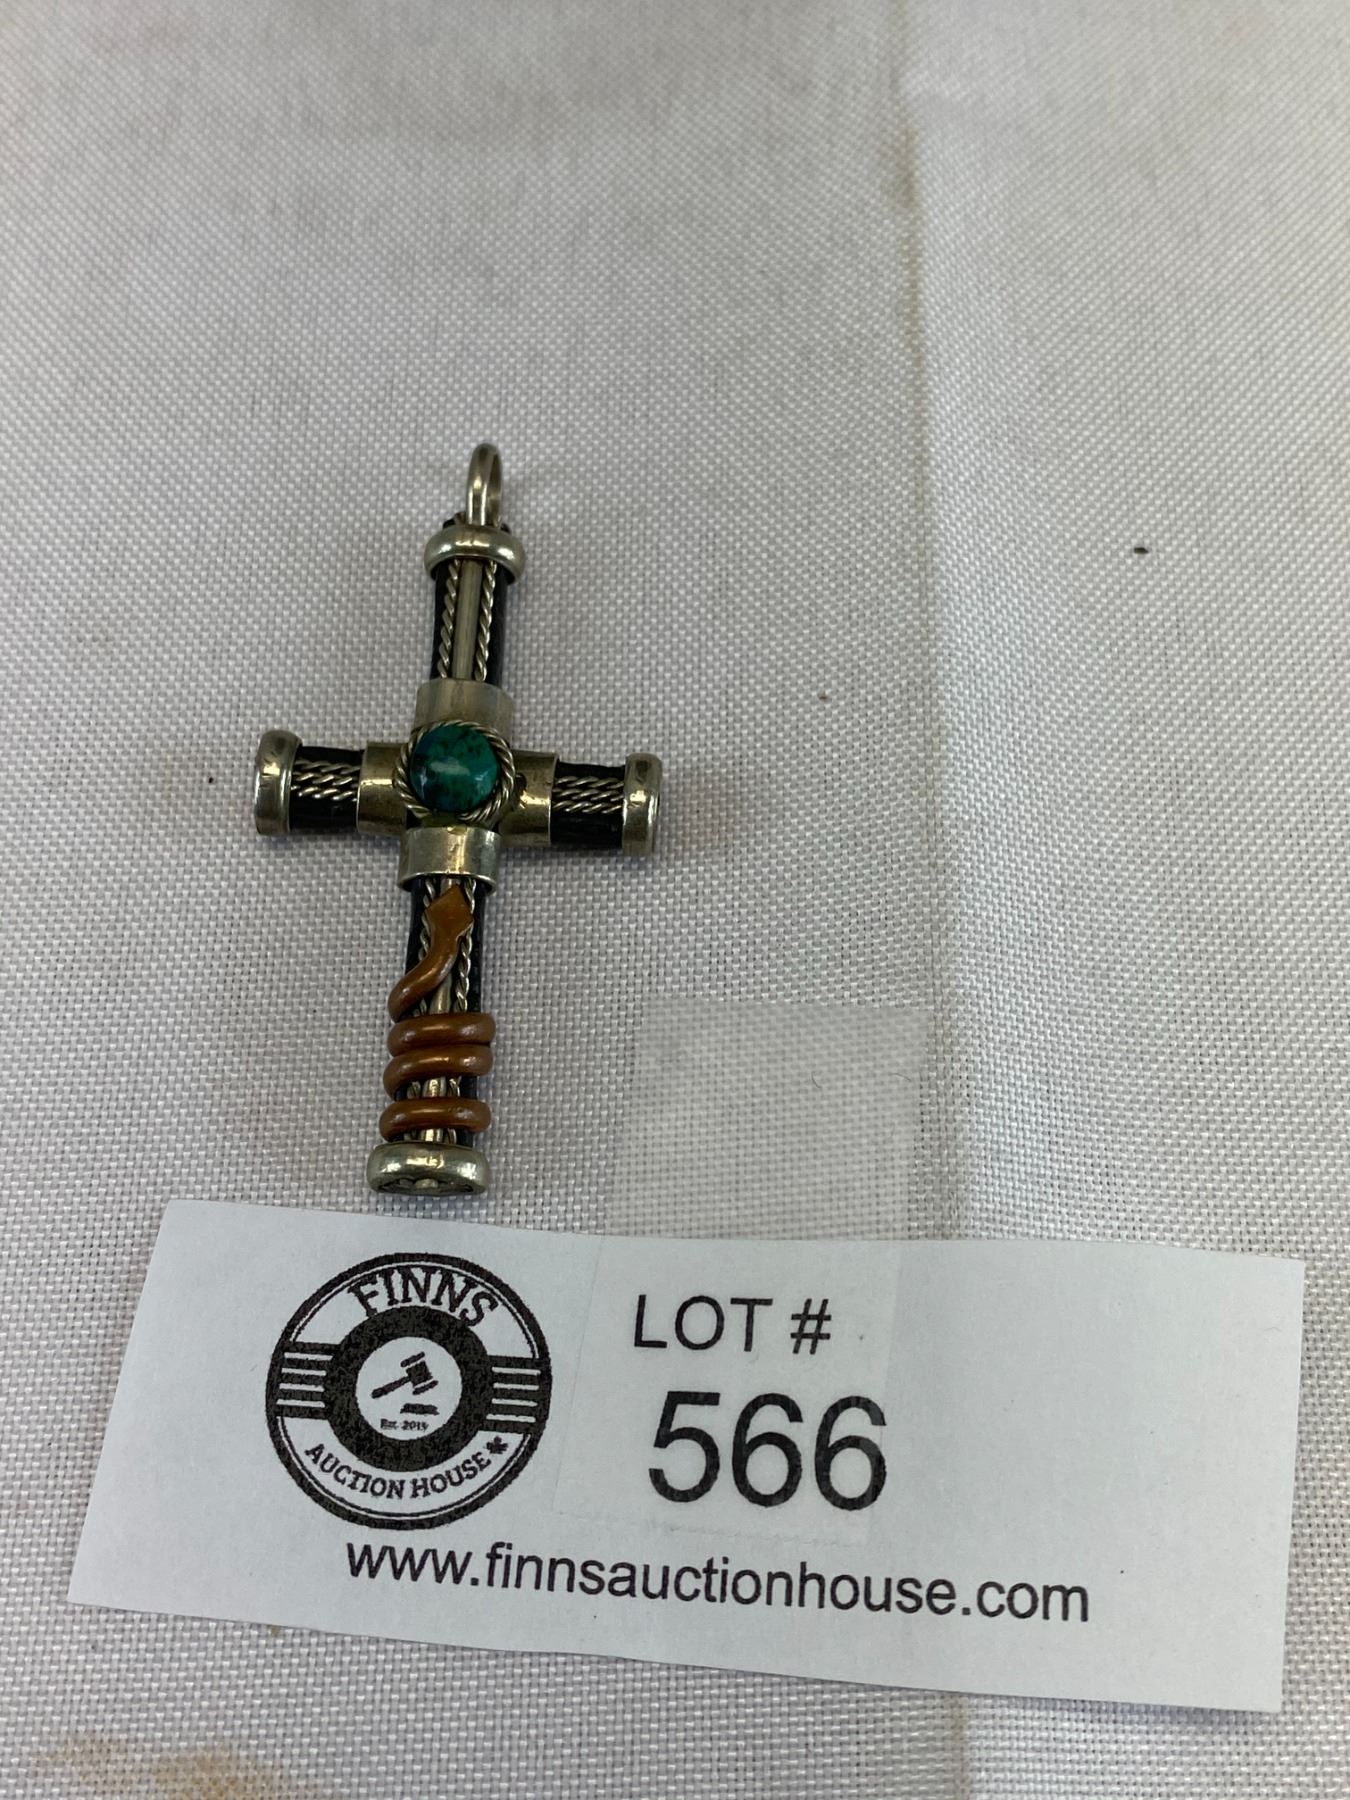 FINNS
Est. 2019
AUCTION HOUSE
LOT #
566
www.finnsauctionhouse.com